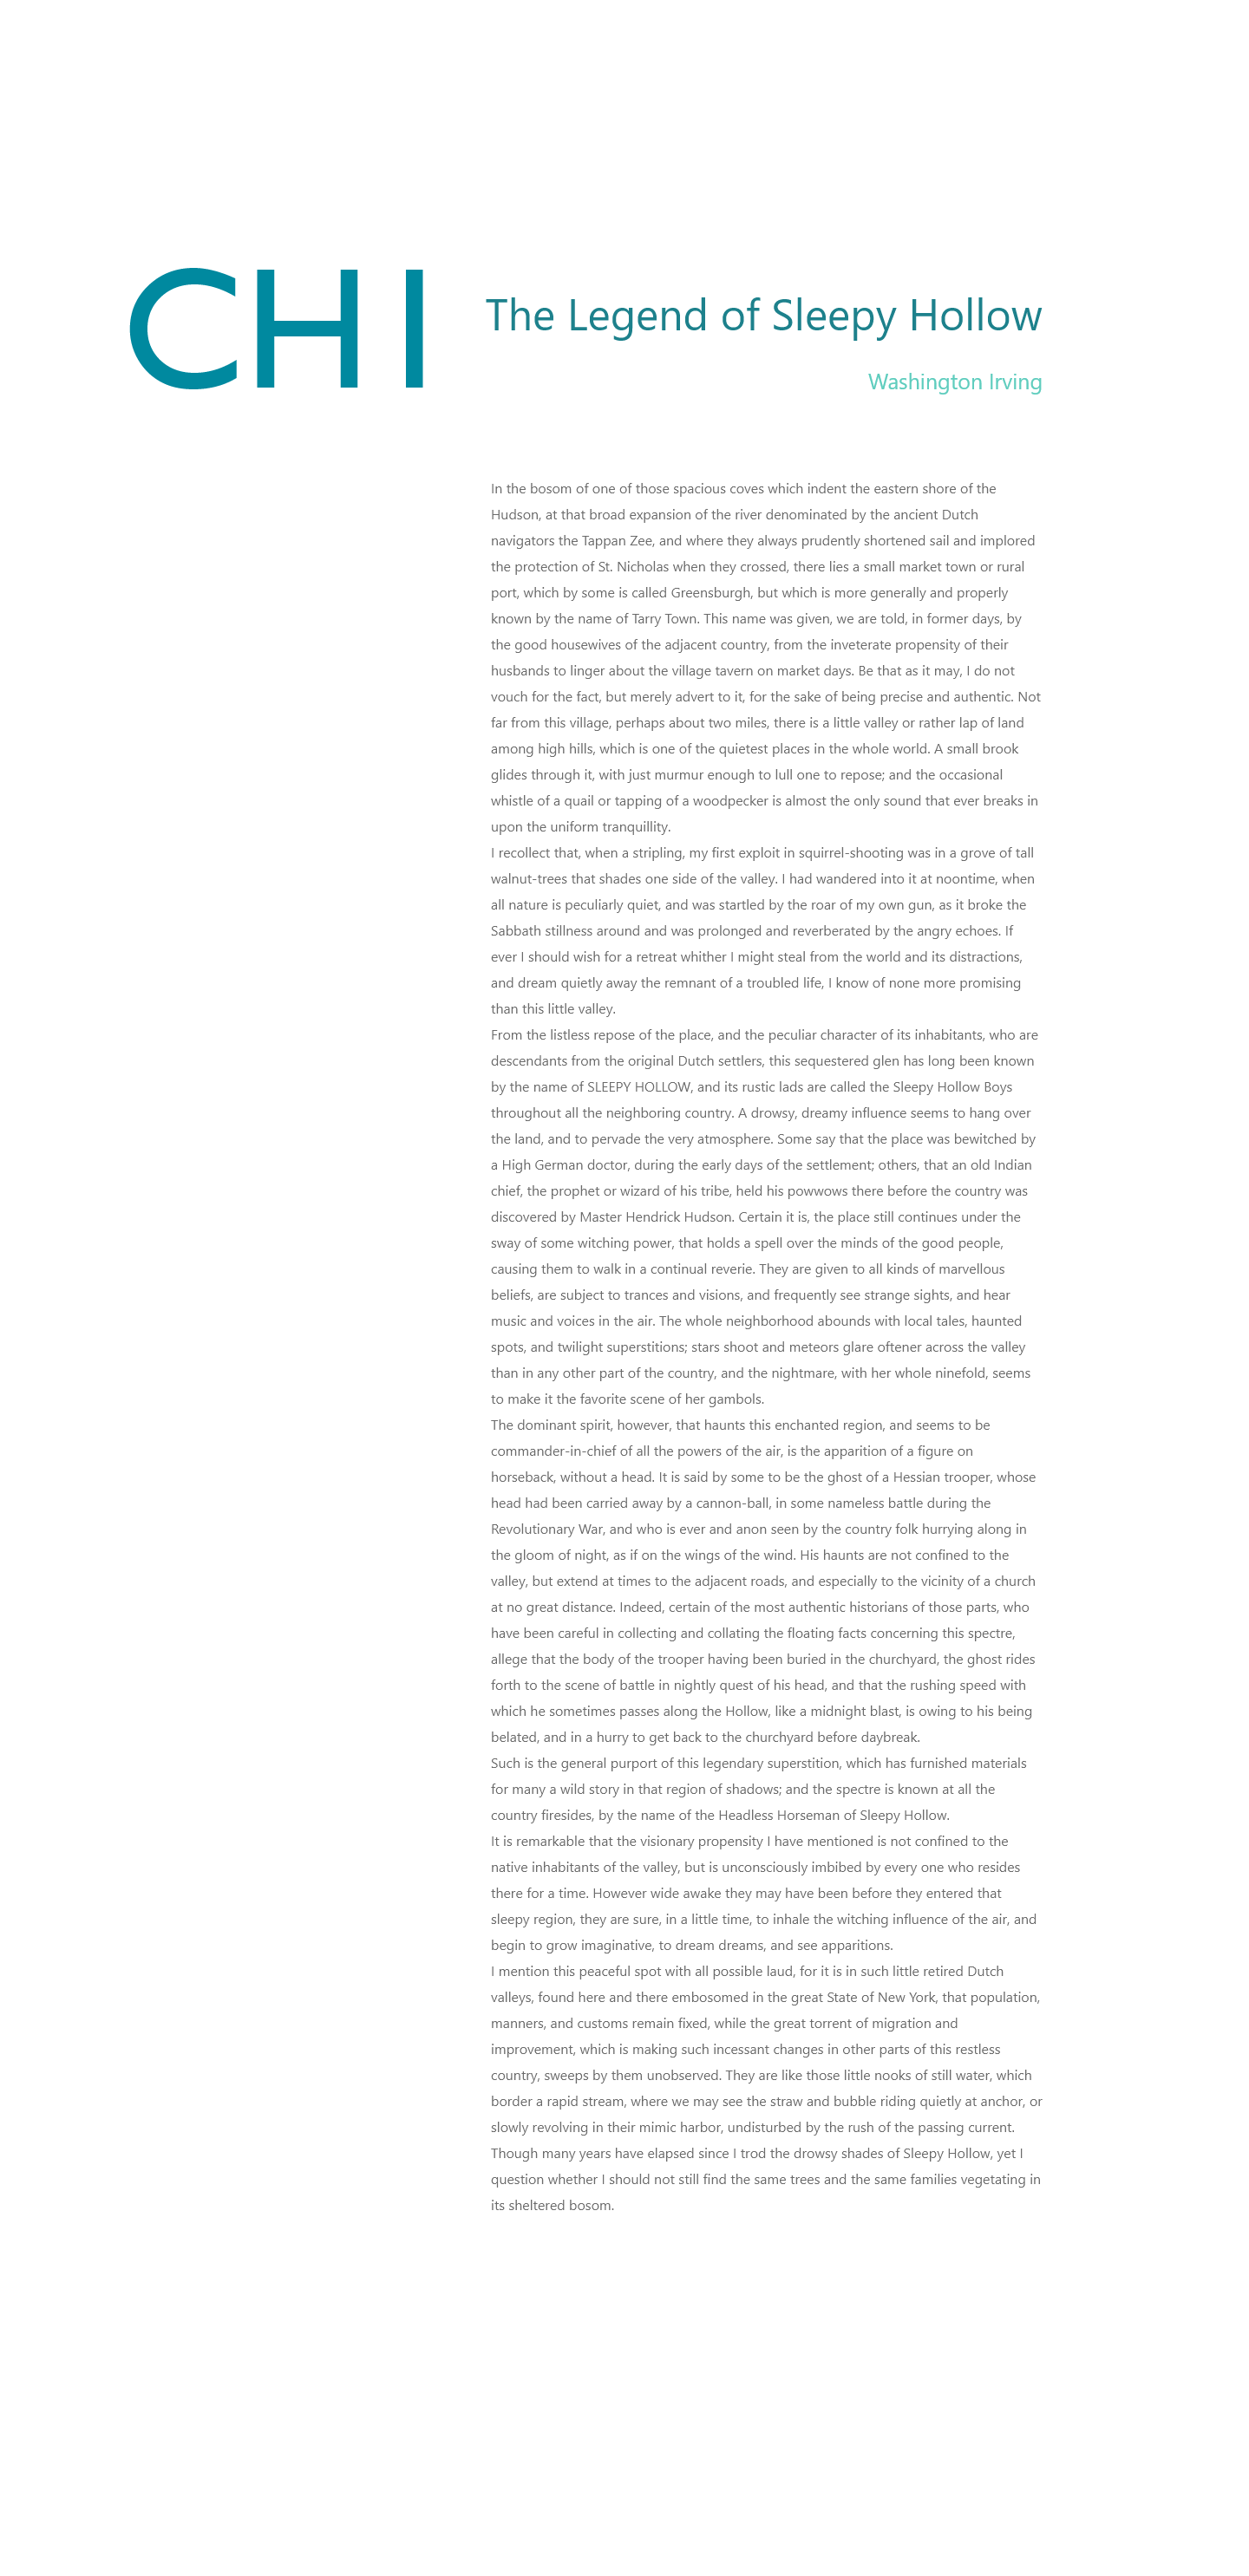 CHI
The Legend of Sleepy Hollow
Washington Irving
In the bosom of one of those spacious coves which indent the eastern shore of the
Hudson, at that broad expansion of the river denominated by the ancient Dutch
navigators the Tappan Zee, and where they always prudently shortened sail and implored
the protection of St. Nicholas when they crossed, there lies a small market town or rural
port, which by some is called Greensburgh, but which is more generally and properly
known by the name of Tarry Town. This name was given, we are told, in former days, by
the good housewives of the adjacent country, from the inveterate propensity of their
husbands to linger about the village tavern on market days. Be that as it may, I do not
vouch for the fact, but merely advert to it, for the sake of being precise and authentic. Not
far from this village, perhaps about two miles, there is a little valley or rather lap of land
among high hills, which is one of the quietest places in the whole world. A small brook
glides through it, with just murmur enough to lull one to repose; and the occasional
whistle of a quail or tapping of a woodpecker is almost the only sound that ever breaks in
upon the uniform tranquillity.
I recollect that, when a stripling, my first exploit in squirrel-shooting was in a grove of tall
walnut-trees that shades one side of the valley. I had wandered into it at noontime, when
all nature is peculiarly quiet, and was startled by the roar of my own gun, as it broke the
Sabbath stillness around and was prolonged and reverberated by the angry echoes. If
ever I should wish for a retreat whither I might steal from the world and its distractions,
and dream quietly away the remnant of a troubled life, I know of none more promising
than this little valley.
From the listless repose of the place, and the peculiar character of its inhabitants, who are
descendants from the original Dutch settlers, this sequestered glen has long been known
by the name of SLEEPY HOLLOW, and its rustic lads are called the Sleepy Hollow Boys
throughout all the neighboring country. A drowsy, dreamy influence seems to hang over
the land, and to pervade the very atmosphere. Some say that the place was bewitched by
a High German doctor, during the early days of the settlement; others, that an old Indian
chief, the prophet or wizard of his tribe, held his powwows there before the country was
discovered by Master Hendrick Hudson. Certain it is, the place still continues under the
sway of some witching power, that holds a spell over the minds of the good people,
causing them to walk in a continual reverie. They are given to all kinds of marvellous
beliefs, are subject to trances and visions, and frequently see strange sights, and hear
music and voices in the air. The whole neighborhood abounds with local tales, haunted
spots, and twilight superstitions; stars shoot and meteors glare oftener across the valley
than in any other part of the country, and the nightmare, with her whole ninefold, seems
to make it the favorite scene of her gambols.
The dominant spirit, however, that haunts this enchanted region, and seems to be
commander-in-chief of all the powers of the air, is the apparition of a figure on
horseback, without a head. It is said by some to be the ghost of a Hessian trooper, whose
head had been carried away by a cannon-ball, in some nameless battle during the
Revolutionary War, and who is ever and anon seen by the country folk hurrying along in
the gloom of night, as if on the wings of the wind. His haunts are not confined to the
valley, but extend at times to the adjacent roads, and especially to the vicinity of a church
at no great distance. Indeed, certain of the most authentic historians of those parts, who
have been careful in collecting and collating the floating facts concerning this spectre,
allege that the body of the trooper having been buried in the churchyard, the ghost rides
forth to the scene of battle in nightly quest of his head, and that the rushing speed with
which he sometimes passes along the Hollow, like a midnight blast, is owing to his being
belated, and in a hurry to get back to the churchyard before daybreak.
Such is the general purport of this legendary superstition, which has furnished materials
for many a wild story in that region of shadows; and the spectre is known at all the
country firesides, by the name of the Headless Horseman of Sleepy Hollow.
It is remarkable that the visionary propensity I have mentioned is not confined to the
native inhabitants of the valley, but is unconsciously imbibed by every one who resides
there for a time. However wide awake they may have been before they entered that
sleepy region, they are sure, in a little time, to inhale the witching influence of the air, and
begin to grow imaginative, to dream dreams, and see apparitions.
I mention this peaceful spot with all possible laud, for it is in such little retired Dutch
valleys, found here and there embosomed in the great State of New York, that population,
manners, and customs remain fixed, while the great torrent of migration and
improvement, which is making such incessant changes in other parts of this restless
country, sweeps by them unobserved. They are like those little nooks of still water, which
border a rapid stream, where we may see the straw and bubble riding quietly at anchor, or
slowly revolving in their mimic harbor, undisturbed by the rush of the passing current.
Though many years have elapsed since I trod the drowsy shades of Sleepy Hollow, yet I
question whether I should not still find the same trees and the same families vegetating in
its sheltered bosom.